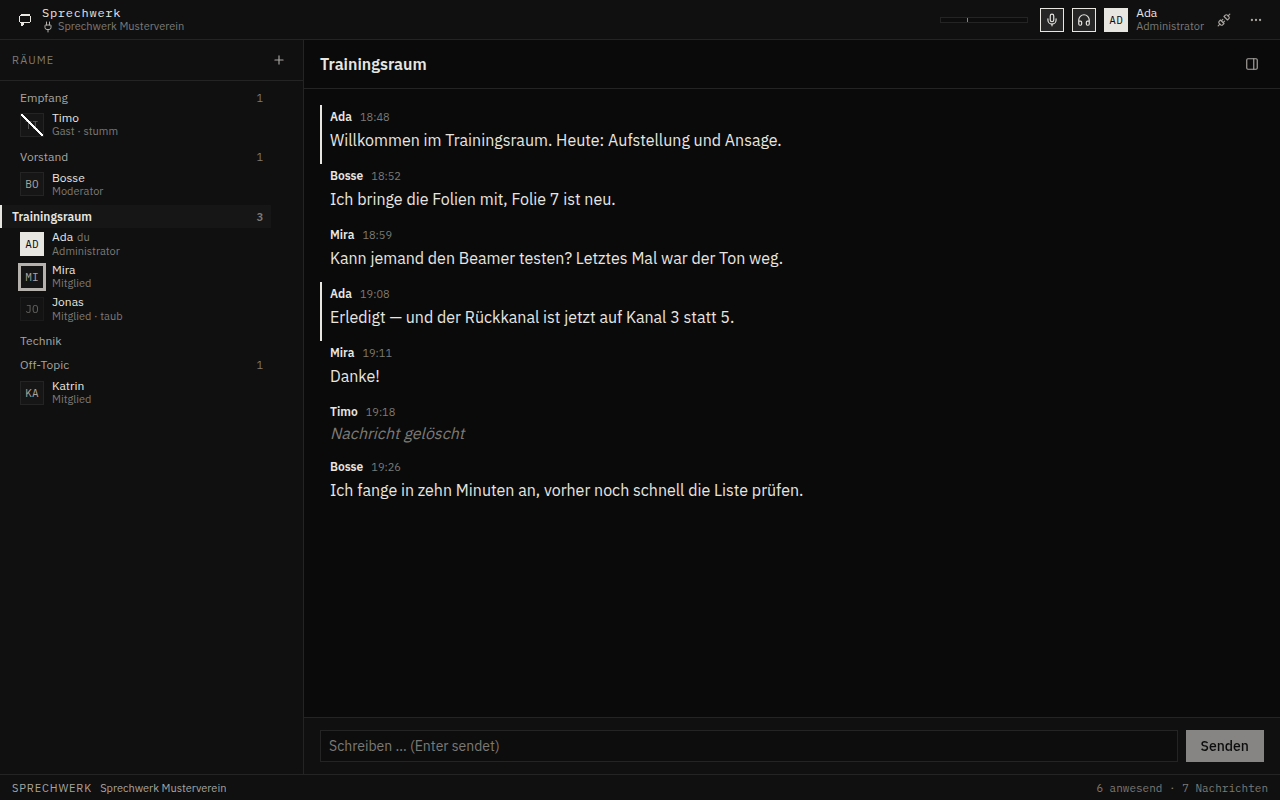 Sprechwerk
Sprechwerk Musterverein
AD
Ada
Administrator
RÄUME
Empfang 1
Timo
Gast · stumm
Vorstand 1
BO
Bosse
Moderator
Trainingsraum 3
AD
Ada du
Administrator
MI
Mira
Mitglied
JO
Jonas
Mitglied · taub
Technik
Off-Topic 1
KA
Katrin
Mitglied
Trainingsraum
Ada 18:48
Willkommen im Trainingsraum. Heute: Aufstellung und Ansage.
Bosse 18:52
Ich bringe die Folien mit, Folie 7 ist neu.
Mira 18:59
Kann jemand den Beamer testen? Letztes Mal war der Ton weg.
Ada 19:08
Erledigt — und der Rückkanal ist jetzt auf Kanal 3 statt 5.
Mira 19:11
Danke!
Timo 19:18
Nachricht gelöscht
Bosse 19:26
Ich fange in zehn Minuten an, vorher noch schnell die Liste prüfen.
Schreiben … (Enter sendet)
Senden
SPRECHWERK Sprechwerk Musterverein
6 anwesend · 7 Nachrichten